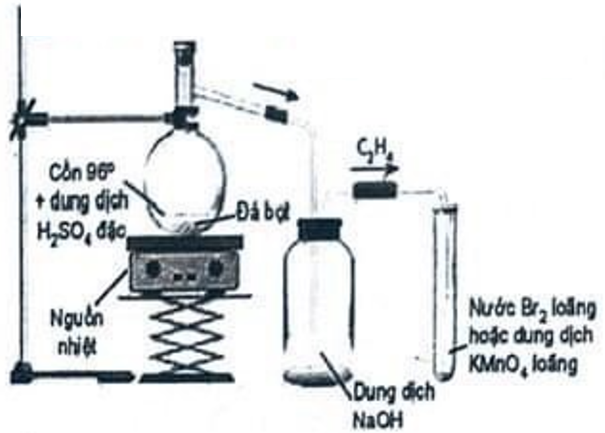 Cồn 96⁰
+ dung dịch
H₂SO₄ đặc
Đá bọt
Nguồn
nhiệt
C₂H₄
Nước Br₂ loãng
hoặc dung dịch
KMnO₄ loãng
Dung dịch
NaOH